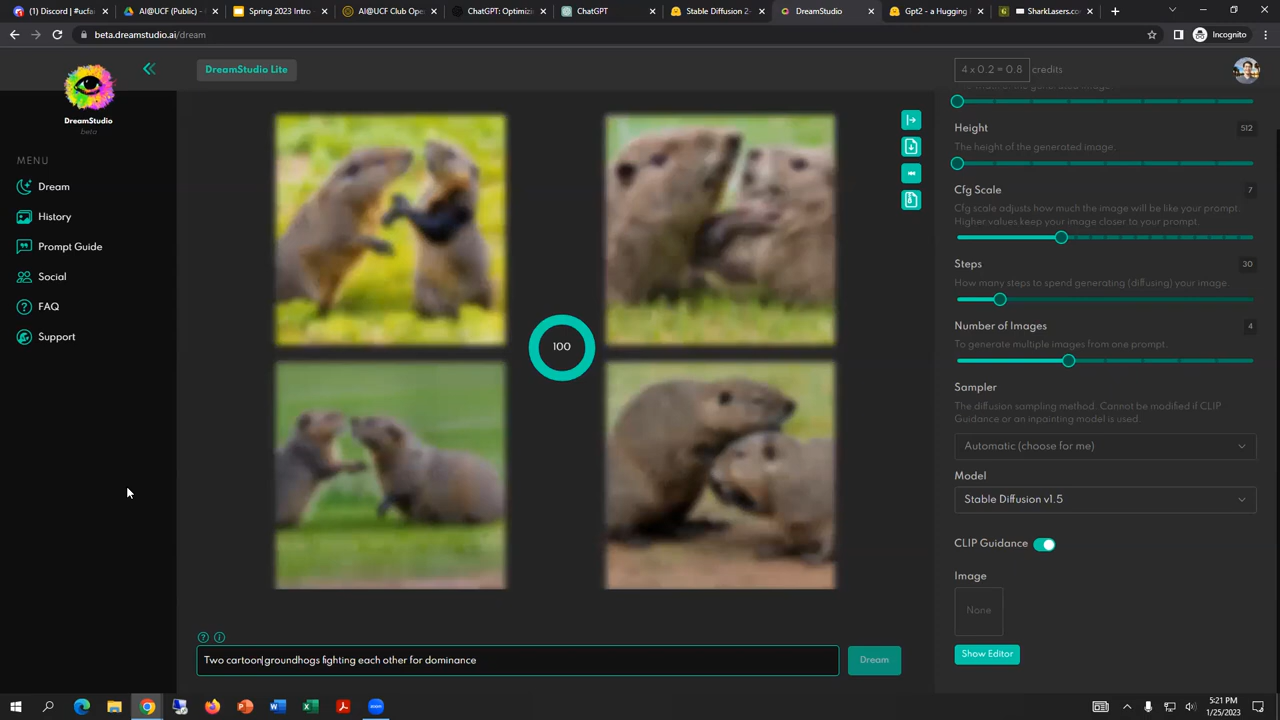 (1) Discord | #ufan
AI@UCF (Public) -
Spring 2023 Intro -
AI@UCF Club Ope
ChatGPT: Optimizin
ChatGPT
Stable Diffusion 2-
DreamStudio
Gpt2 - a Hugging F
SharkLasers.com
beta.dreamstudio.ai/dream
Incognito
DreamStudio
beta
DreamStudio Lite
4 x 0.2 = 0.8 credits
MENU
Dream
History
Prompt Guide
Social
FAQ
Support
100
Height 512
The height of the generated image.
Cfg Scale 7
Cfg scale adjusts how much the image will be like your prompt.
Higher values keep your image closer to your prompt.
Steps 30
How many steps to spend generating (diffusing) your image
Number of Images 4
To generate multiple images from one prompt.
Sampler
The diffusion sampling method. Cannot be modified if CLIP
Guidance or an inpainting model is used.
Automatic (choose for me)
Model
Stable Diffusion v1.5
CLIP Guidance
Image
None
Show Editor
Two cartoon groundhogs fighting each other for dominance
Dream
5:21 PM
1/25/2023